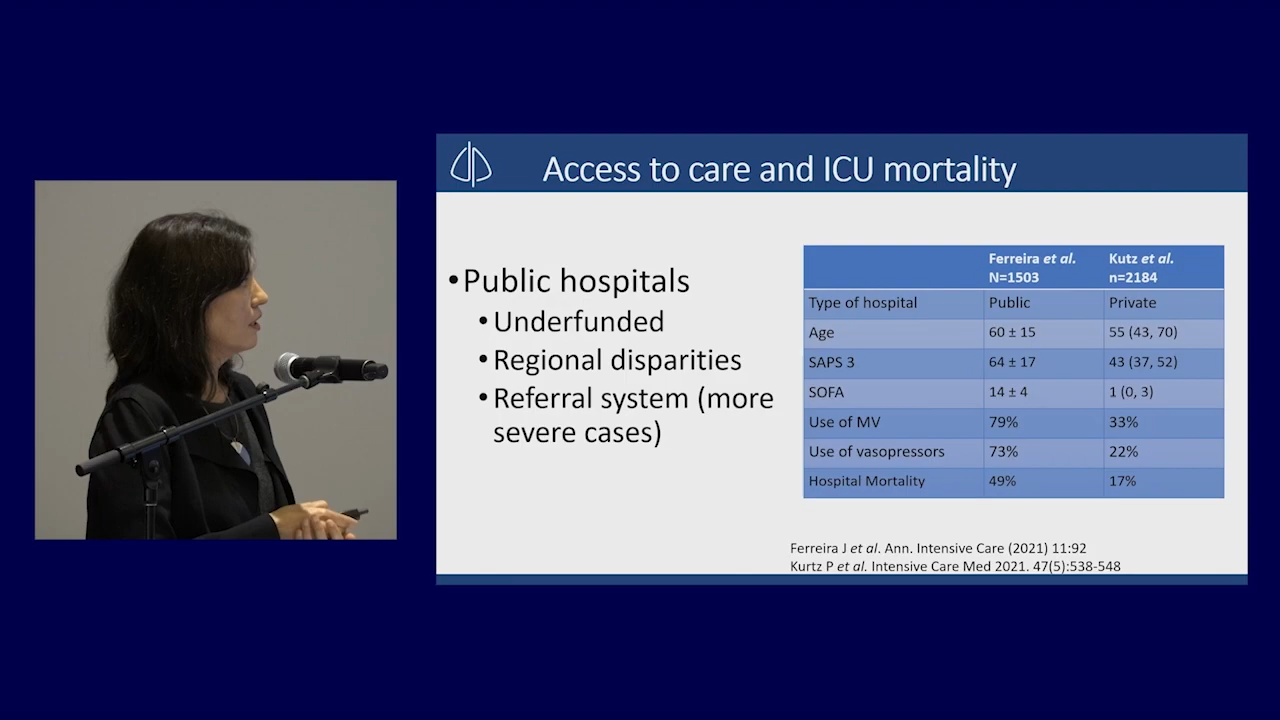 Access to care and ICU mortality
•Public hospitals
•Underfunded
•Regional disparities
•Referral system (more
severe cases)
Ferreira et al. Kutz et al.
N=1503 n=2184
Type of hospital Public Private
Age 60 ± 15 55 (43, 70)
SAPS 3 64 ± 17 43 (37, 52)
SOFA 14 ± 4 1 (0, 3)
Use of MV 79% 33%
Use of vasopressors 73% 22%
Hospital Mortality 49% 17%
Ferreira J et al. Ann. Intensive Care (2021) 11:92
Kurtz P et al. Intensive Care Med 2021. 47(5):538-548